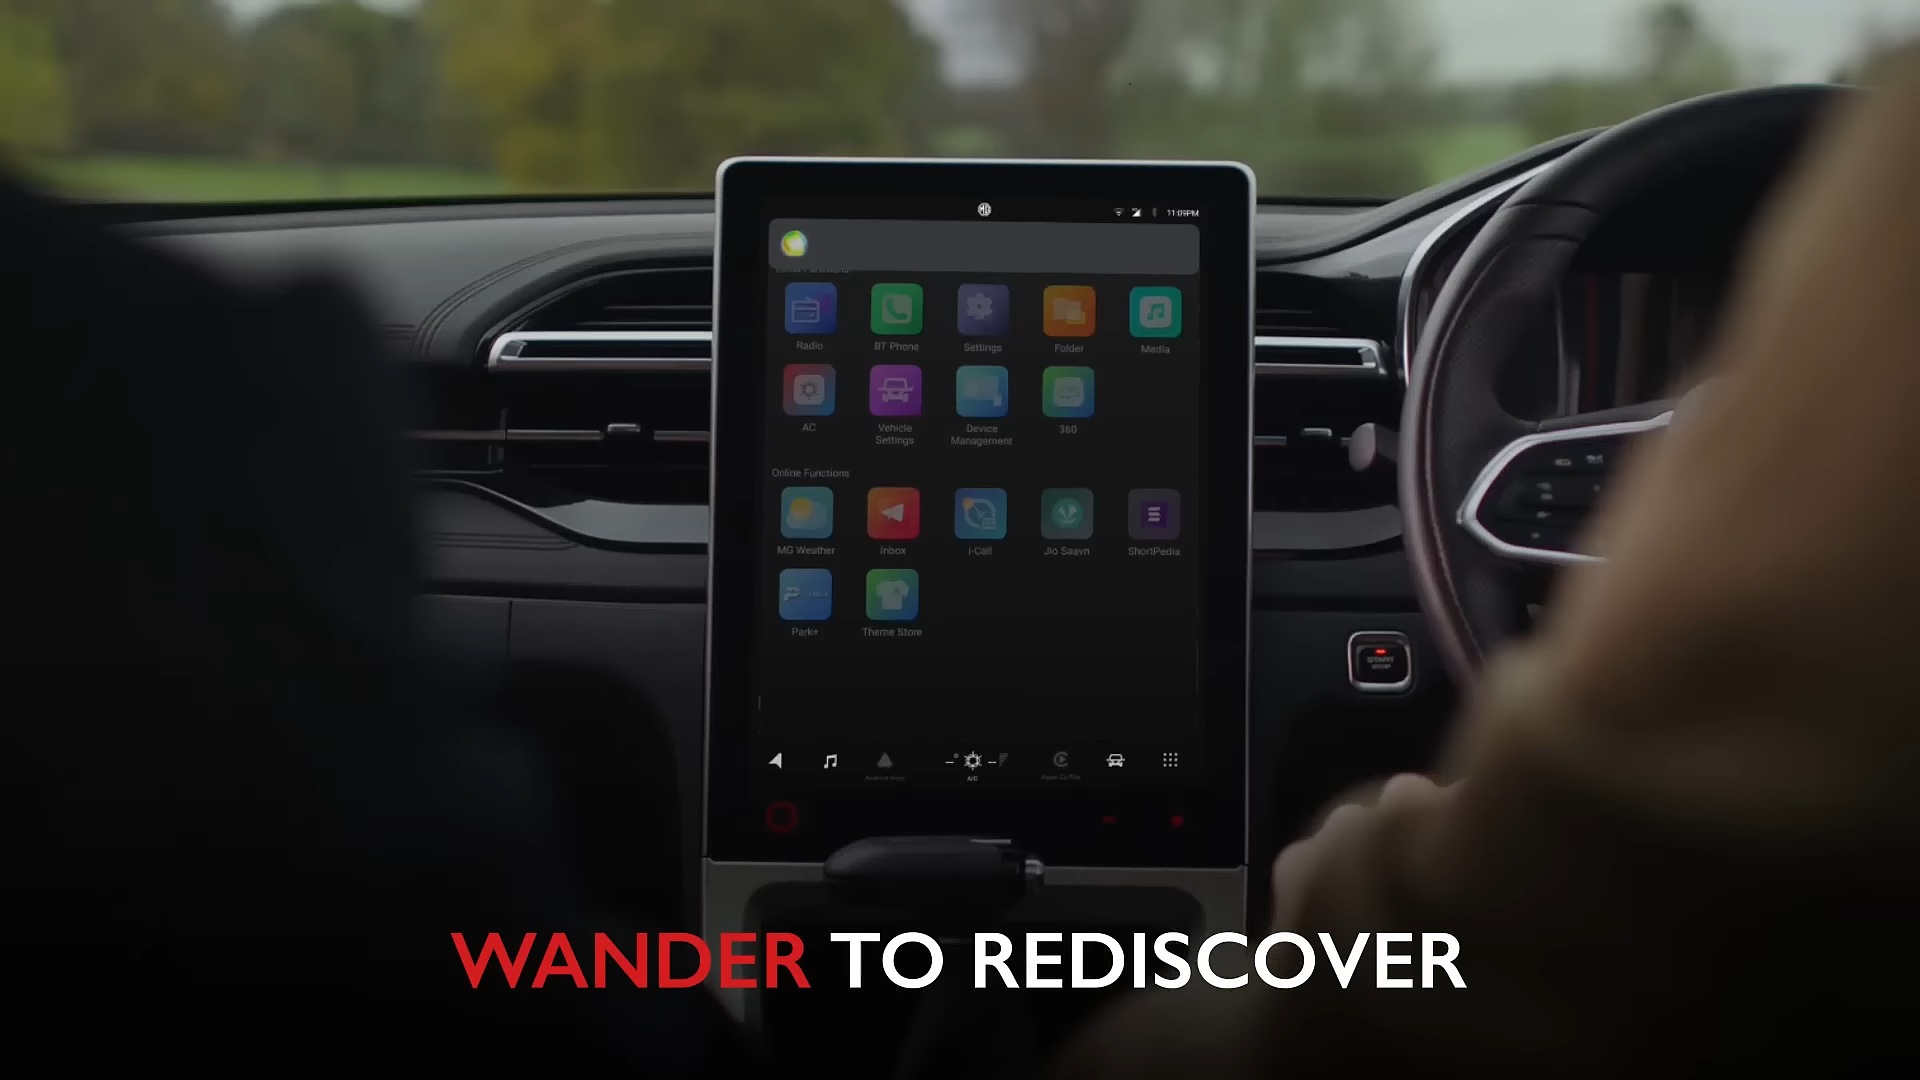 11:09PM
Radio
BT Phone
Settings
Folder
Media
AC
Vehicle
Settings
Device
Management
360
Online Functions
MG Weather
Inbox
i-Call
Jio Saavn
ShortPedia
Park+
Theme Store
A/C
START
WANDER TO REDISCOVER